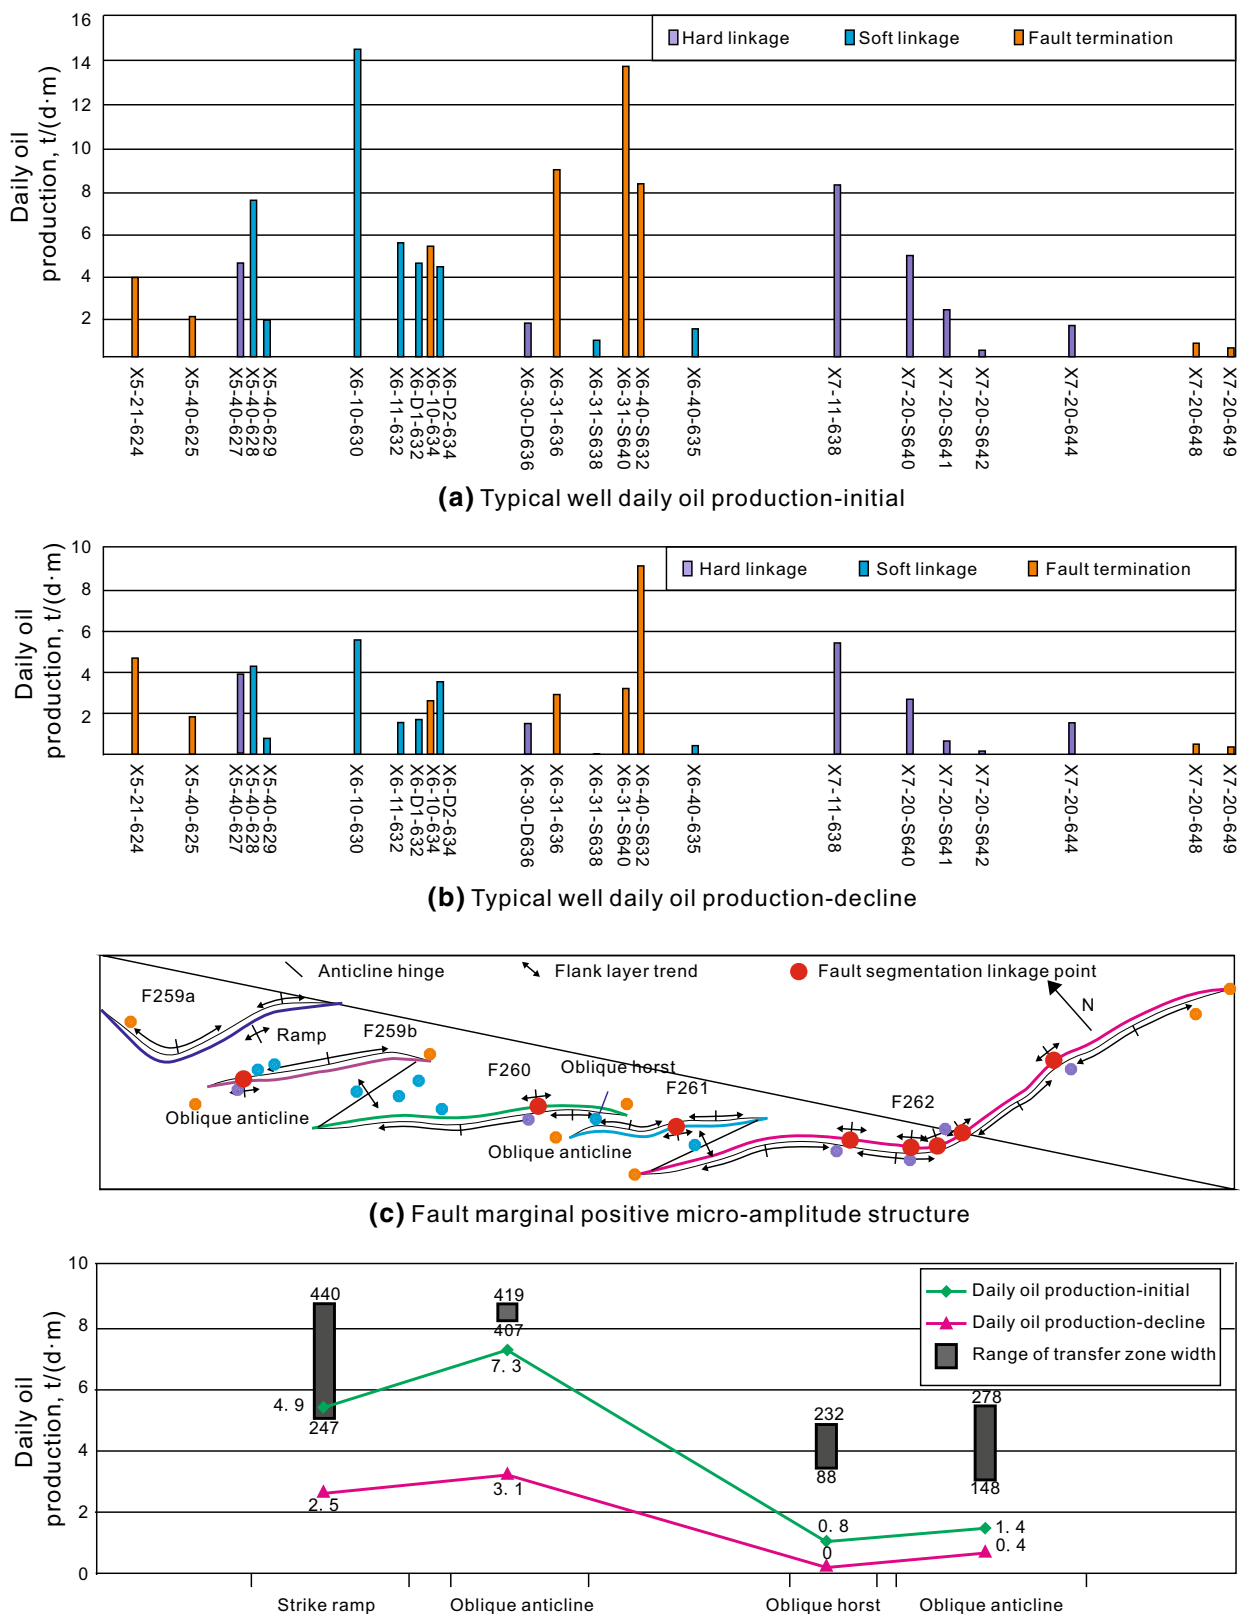 Daily oil
production, t/(d·m)
16
14
12
10
8
6
4
2
Hard linkage
Soft linkage
Fault termination
X5-21-624
X5-40-625
X5-40-627
X5-40-628
X5-40-629
X6-10-630
X6-11-632
X6-D1-632
X6-10-634
X6-D2-634
X6-30-D636
X6-31-636
X6-31-S638
X6-31-S640
X6-40-S632
X6-40-635
X7-11-638
X7-20-S640
X7-20-S641
X7-20-S642
X7-20-644
X7-20-648
X7-20-649
(a) Typical well daily oil production-initial
Daily oil
production, t/(d·m)
10
8
6
4
2
Hard linkage
Soft linkage
Fault termination
X5-21-624
X5-40-625
X5-40-627
X5-40-628
X5-40-629
X6-10-630
X6-11-632
X6-D1-632
X6-10-634
X6-D2-634
X6-30-D636
X6-31-636
X6-31-S638
X6-31-S640
X6-40-S632
X6-40-635
X7-11-638
X7-20-S640
X7-20-S641
X7-20-S642
X7-20-644
X7-20-648
X7-20-649
(b) Typical well daily oil production-decline
Anticline hinge
Flank layer trend
Fault segmentation linkage point
F259a
N
Ramp
F259b
F260
Oblique horst
F261
F262
Oblique anticline
Oblique anticline
(c) Fault marginal positive micro-amplitude structure
Daily oil
production, t/(d·m)
10
8
6
4
2
0
Daily oil production-initial
Daily oil production-decline
Range of transfer zone width
440
4. 9
247
2. 5
419
407
7. 3
3. 1
232
88
0. 8
0
278
148
1. 4
0. 4
Strike ramp
Oblique anticline
Oblique horst
Oblique anticline